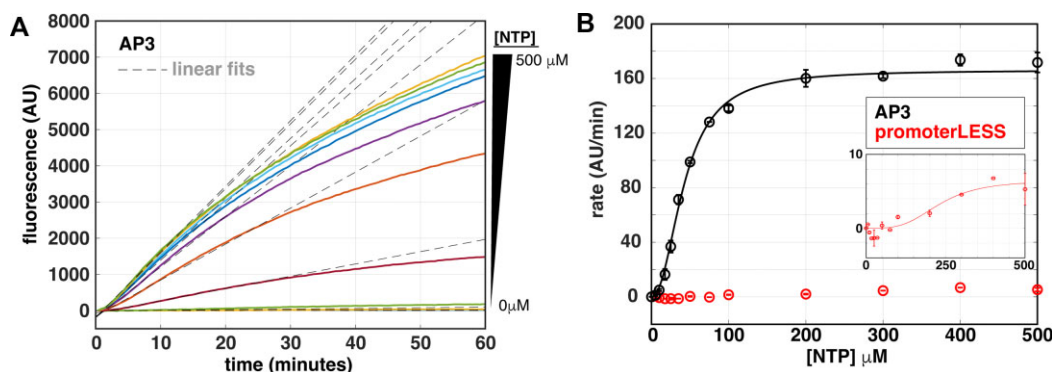 A
AP3
linear fits
fluorescence (AU)
8000
7000
6000
5000
4000
3000
2000
1000
0
0 10 20 30 40 50 60
time (minutes)
[NTP]
500 μM
0μM
B
rate (AU/min)
200
160
120
80
40
0
0 100 200 300 400 500
[NTP] μM
AP3
promoterLESS
10
0
0 250 500